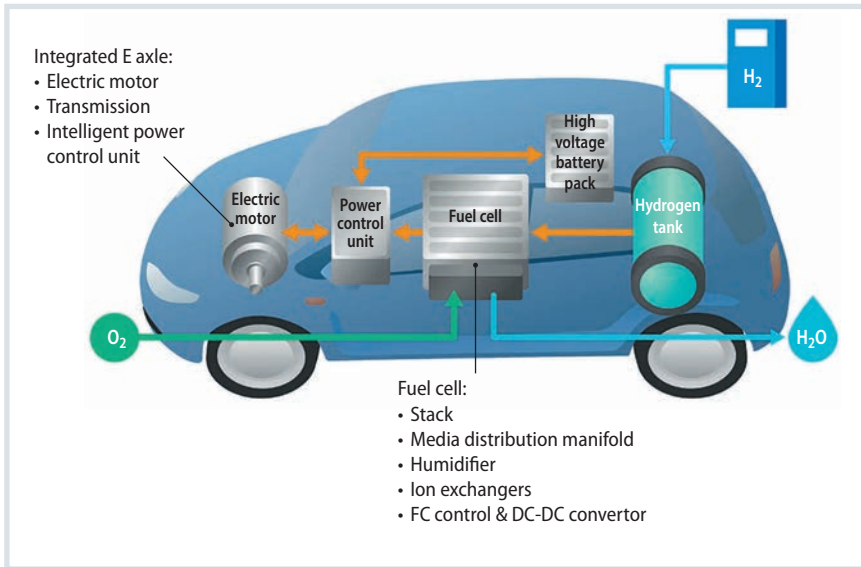 Integrated E axle:
• Electric motor
• Transmission
• Intelligent power
control unit
H₂
High
voltage
battery
pack
Electric
motor
Power
control
unit
Fuel cell
Hydrogen
tank
O₂
H₂O
Fuel cell:
• Stack
• Media distribution manifold
• Humidifier
• Ion exchangers
• FC control & DC-DC convertor